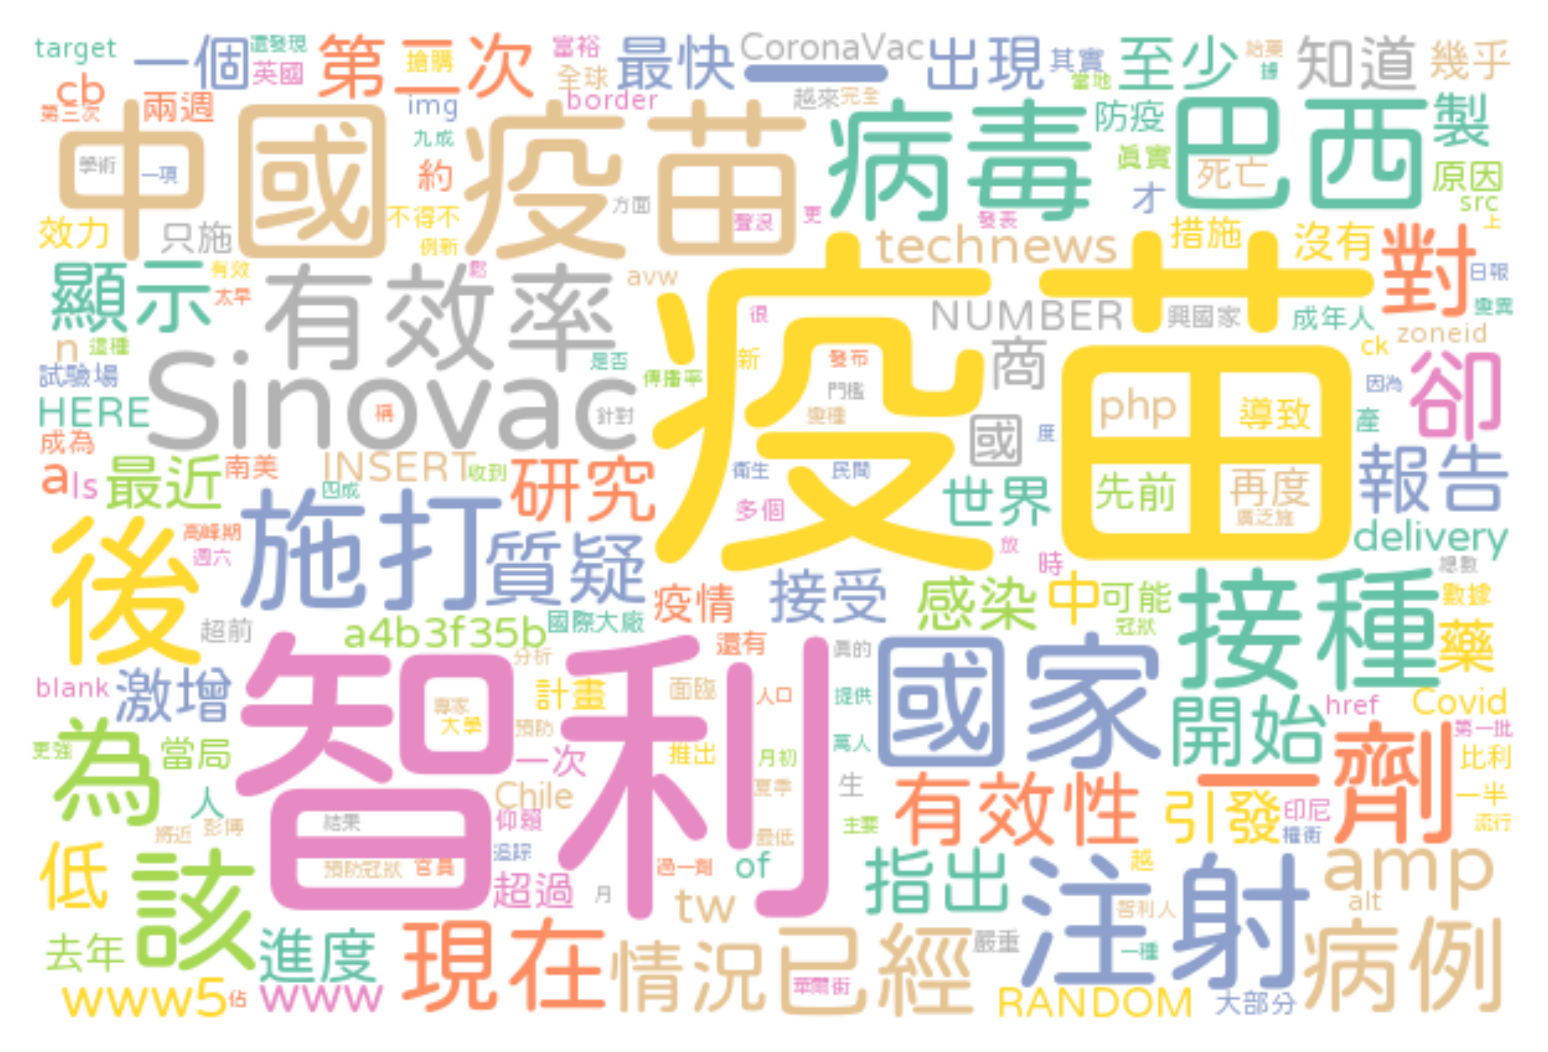 target 一個 還發現 英國 第二次 搶購 富裕 全球 最快 CoronaVac 一 出現 其實 當地 至少 給藥 據 知道 幾乎
cb 第三次 兩週 img 九成 border 越來 完全 防疫 製
中國 疫苗 病毒 巴西 死亡
學術 一項 約 方面 聲浪 更 發表 真實 才 原因 src 上
效力 只施 不得不 例新 technews 措施 沒有 對 日報
顯示 有效 太早 有效率 鬆 avw 很 NUMBER 興國家 成年人 變異 zoneid
n 這種 是否 傳播率 新 發布 商 ck
試驗場 Sinovac 疫苗 門檻 因為 卻
HERE 稱 針對 變種 國 度 php 導致 產
成為 a ls 最近 南美 INSERT 四成 收到 研究 衛生 民間 世界 先前 再度 廣泛施 報告
後 高峰期 週六 施打 質疑 多個 放 delivery
疫情 接受 感染 時 中 可能 冠狀 接種 總數 數據
超前 a4b3f35b 國際大廠 還有 真的 國家 藥
blank 激增 智利 分析 專家 大學 預防 計畫 面臨 人口 提供 開始 href Covid
更強 為 當局 一次 推出 月初 萬人 一劑 第一批 比利
人 將近 彭博 結果 Chile 仰賴 夏季 生 有效性 引發 印尼 權衡 一半 流行
低 該 預防冠狀 官員 追蹤 超過 月 過一劑 最低 主要 of 指出 越 注射 amp
tw 智利人 alt
去年 進度 現在 情況 已經 嚴重 一種 病例
www5 佔 www 華爾街 RANDOM 大部分